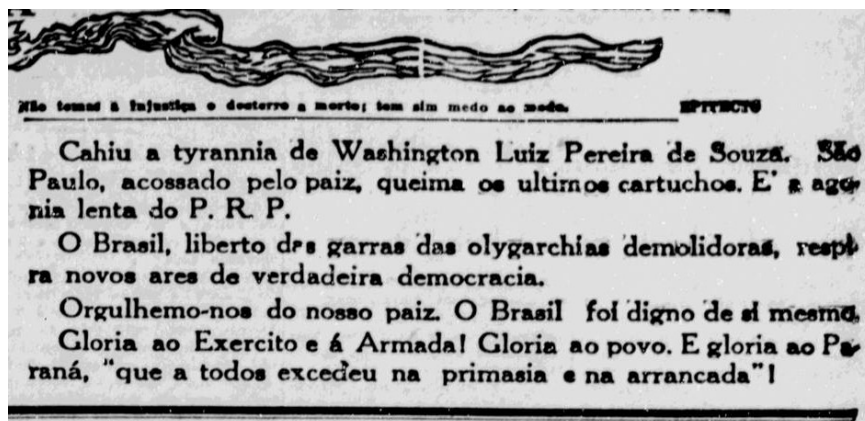 Não temas a injustiça o desterro a morte; tem sim medo ao medo. EPITECTO
Cahiu a tyrannia de Washington Luiz Pereira de Souza. São
Paulo, acossado pelo paiz, queima os ultimos cartuchos. E' a ago-
nia lenta do P. R. P.
O Brasil, liberto das garras das olygarchias demolidoras, respi-
ra novos ares de verdadeira democracia.
Orgulhemo-nos do nosso paiz. O Brasil foi digno de si mesmo.
Gloria ao Exercito e á Armada! Gloria ao povo. E gloria ao Pa-
raná, "que a todos excedeu na primasia e na arrancada"!